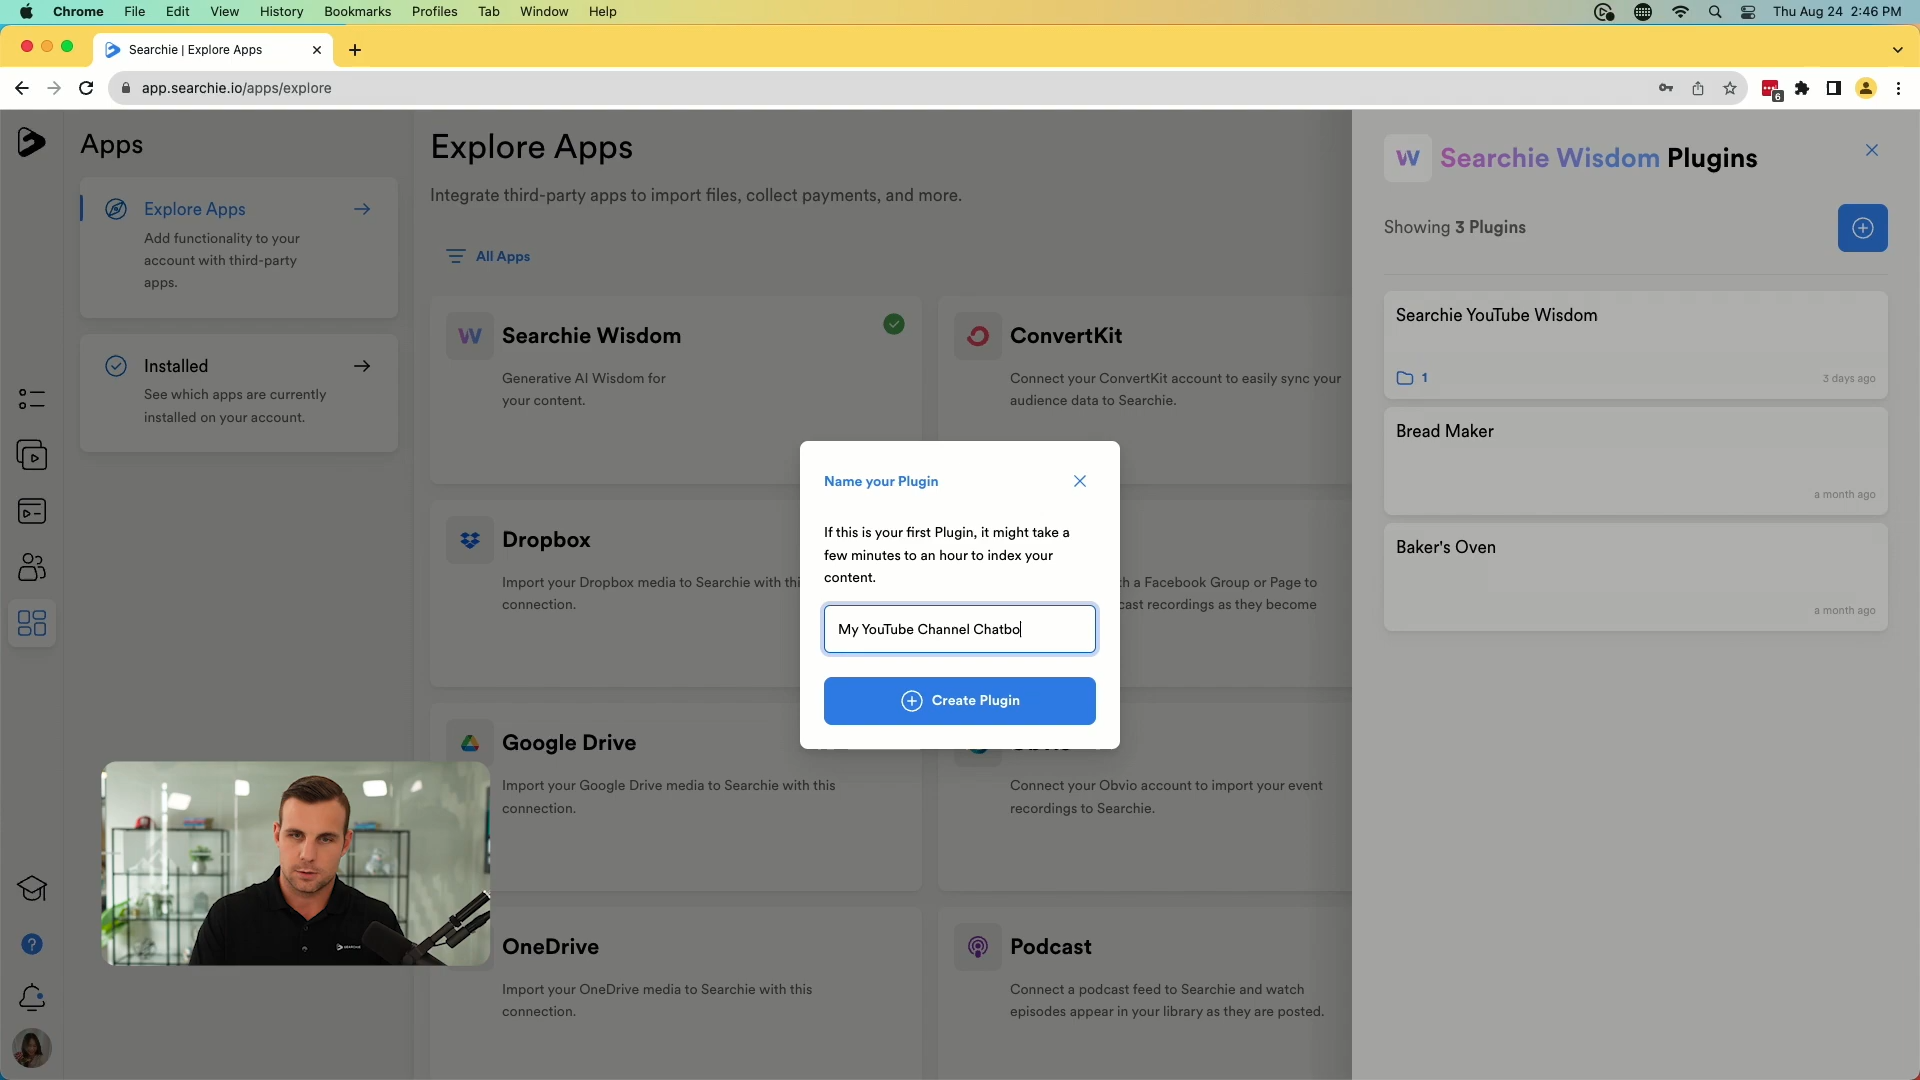 Chrome File Edit View History Bookmarks Profiles Tab Window Help
Thu Aug 24 2:46 PM
Searchie | Explore Apps
app.searchie.io/apps/explore
6
Apps
Explore Apps
Add functionality to your
account with third-party
apps.
Installed
See which apps are currently
installed on your account.
Explore Apps
Integrate third-party apps to import files, collect payments, and more.
All Apps
Searchie Wisdom
Generative AI Wisdom for
your content.
ConvertKit
Connect your ConvertKit account to easily sync your
audience data to Searchie.
Dropbox
Import your Dropbox media to Searchie with thi
connection.
h a Facebook Group or Page to
cast recordings as they become
Google Drive
Import your Google Drive media to Searchie with this
connection.
Connect your Obvio account to import your event
recordings to Searchie.
OneDrive
Import your OneDrive media to Searchie with this
connection.
Podcast
Connect a podcast feed to Searchie and watch
episodes appear in your library as they are posted.
Name your Plugin
If this is your first Plugin, it might take a
few minutes to an hour to index your
content.
My YouTube Channel Chatbo
Create Plugin
Searchie Wisdom Plugins
Showing 3 Plugins
Searchie YouTube Wisdom
1
3 days ago
Bread Maker
a month ago
Baker's Oven
a month ago